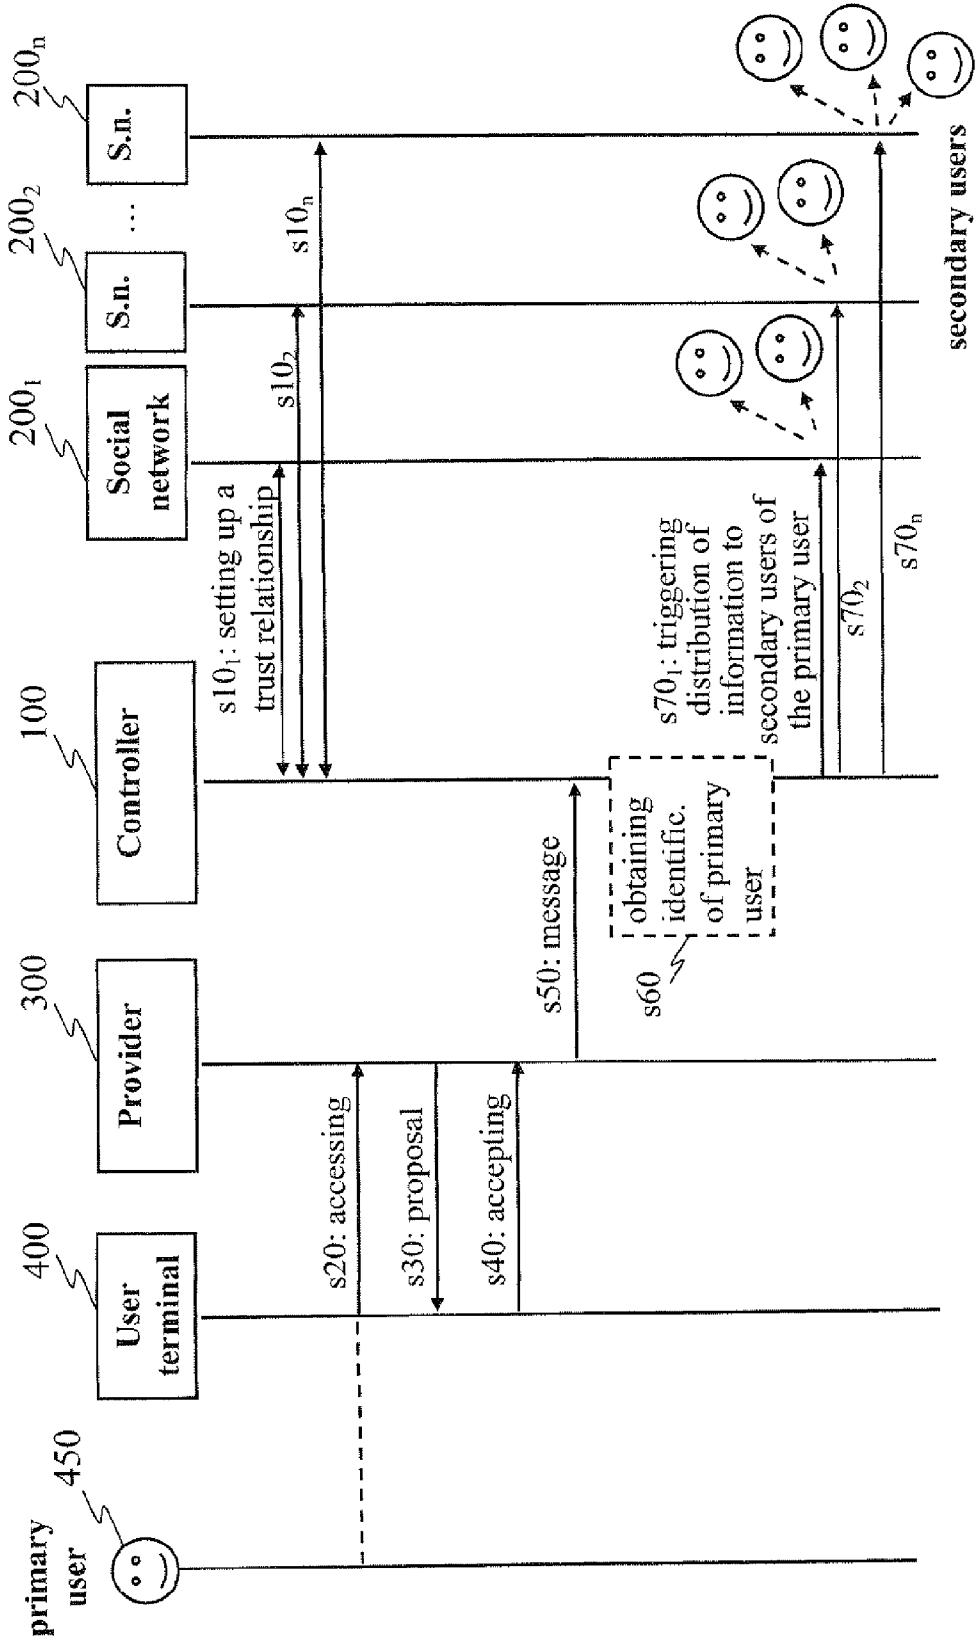 primary
user
450
400
User
terminal
300
Provider
100
Controller
200₁
Social
network
200₂
S.n.
...
200ₙ
S.n.
s10₁: setting up a
trust relationship
s10₂
s10ₙ
s20: accessing
s30: proposal
s40: accepting
s50: message
s60
obtaining
identific.
of primary
user
s70₁: triggering
distribution of
information to
secondary users of
the primary user
s70₂
s70ₙ
secondary users